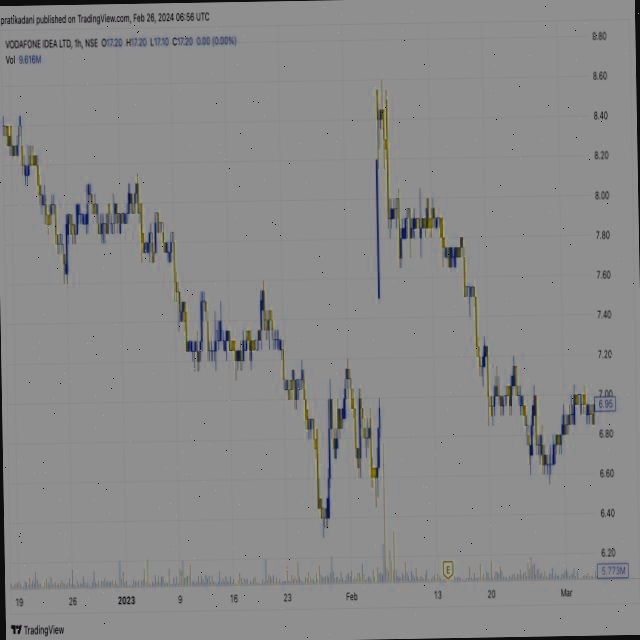 pratikadani published on TradingView.com, Feb 26, 2024 06:56 UTC
VODAFONE IDEA LTD, 1h, NSE O17.20 H17.20 L17.10 C17.20 0.00 (0.00%)
Vol 9.616M
8.80
8.60
8.40
8.20
8.00
7.80
7.60
7.40
7.20
7.00
6.95
6.80
6.60
6.40
6.20
5.773M
E
19 26 2023 9 16 23 Feb 13 20 Mar
TradingView